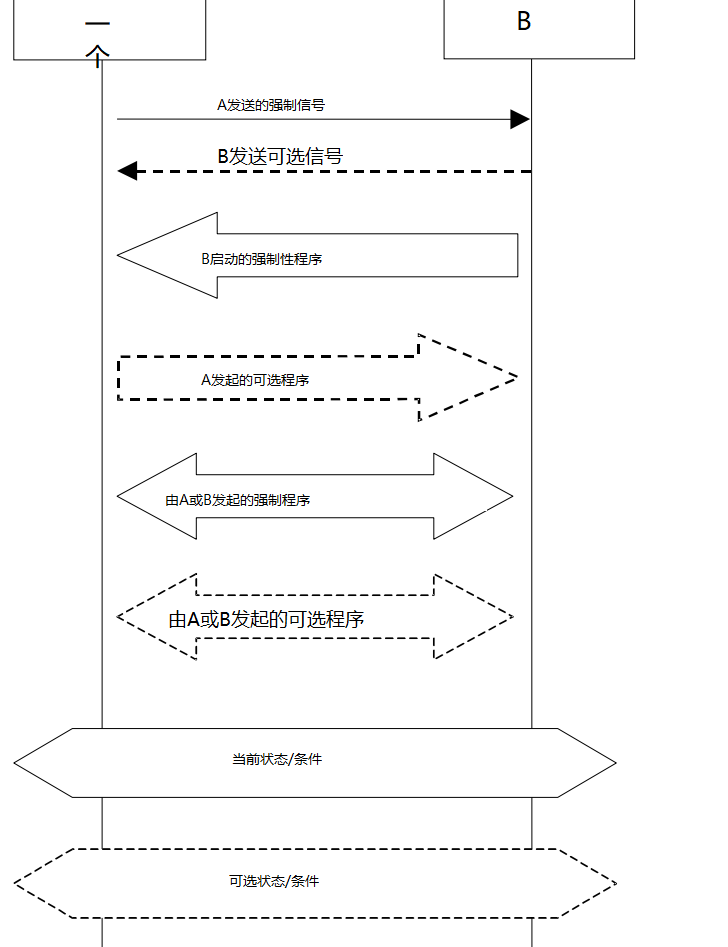 一
个
B
A发送的强制信号
B发送可选信号
B启动的强制性程序
A发起的可选程序
由A或B发起的强制程序
由A或B发起的可选程序
当前状态/条件
可选状态/条件